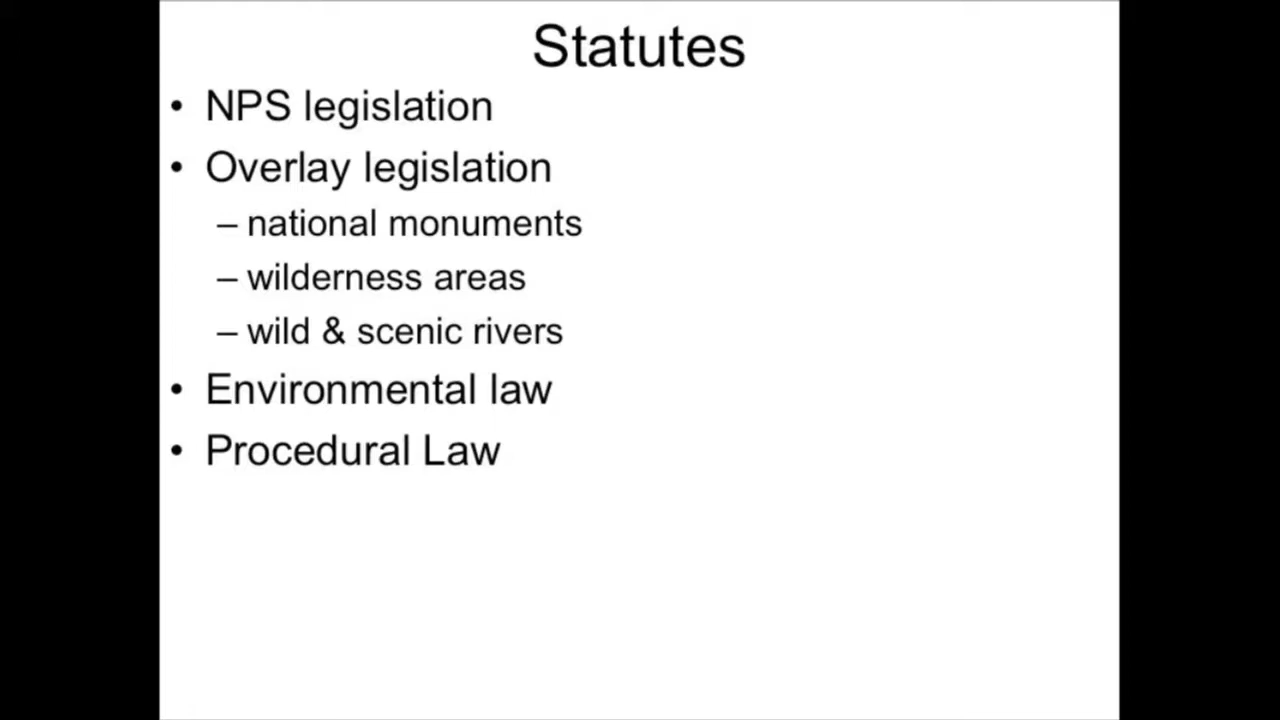 Statutes
• NPS legislation
• Overlay legislation
– national monuments
– wilderness areas
– wild & scenic rivers
• Environmental law
• Procedural Law